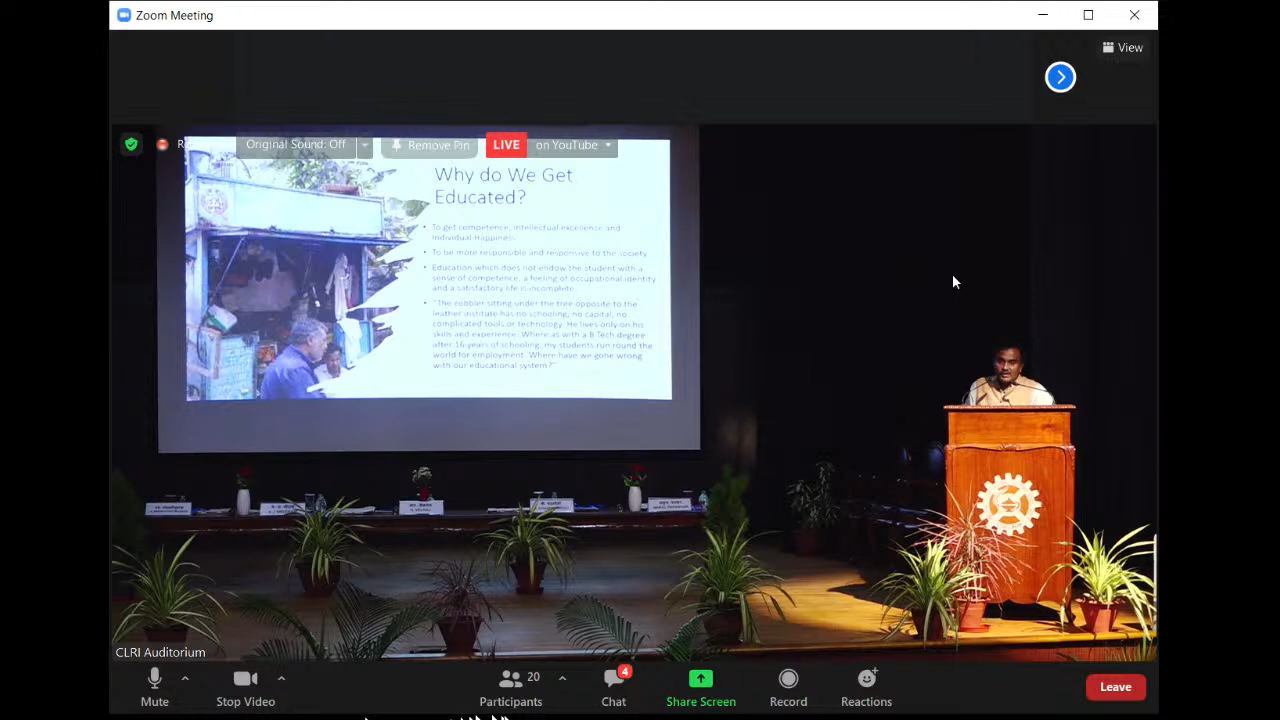 Zoom Meeting
View
Original Sound: Off
Remove Pin
LIVE
on YouTube
Why do We Get
Educated?
• To get competence, intellectual excellence and
Individual Happiness.
• To be more responsible and responsive to the society
• Education which does not endow the student with a
sense of competence, a feeling of occupational identity
and a satisfactory life is incomplete.
• "The cobbler sitting under the tree opposite to the
leather institute has no schooling, no capital, no
complicated tools or technology. He lives only on his
skills and experience. Where as with a B Tech degree
after 16 years of schooling, my students run round the
world for employment. Where have we gone wrong
with our educational system?"
CLRI Auditorium
Mute
Stop Video
20
Participants
4
Chat
Share Screen
Record
Reactions
Leave